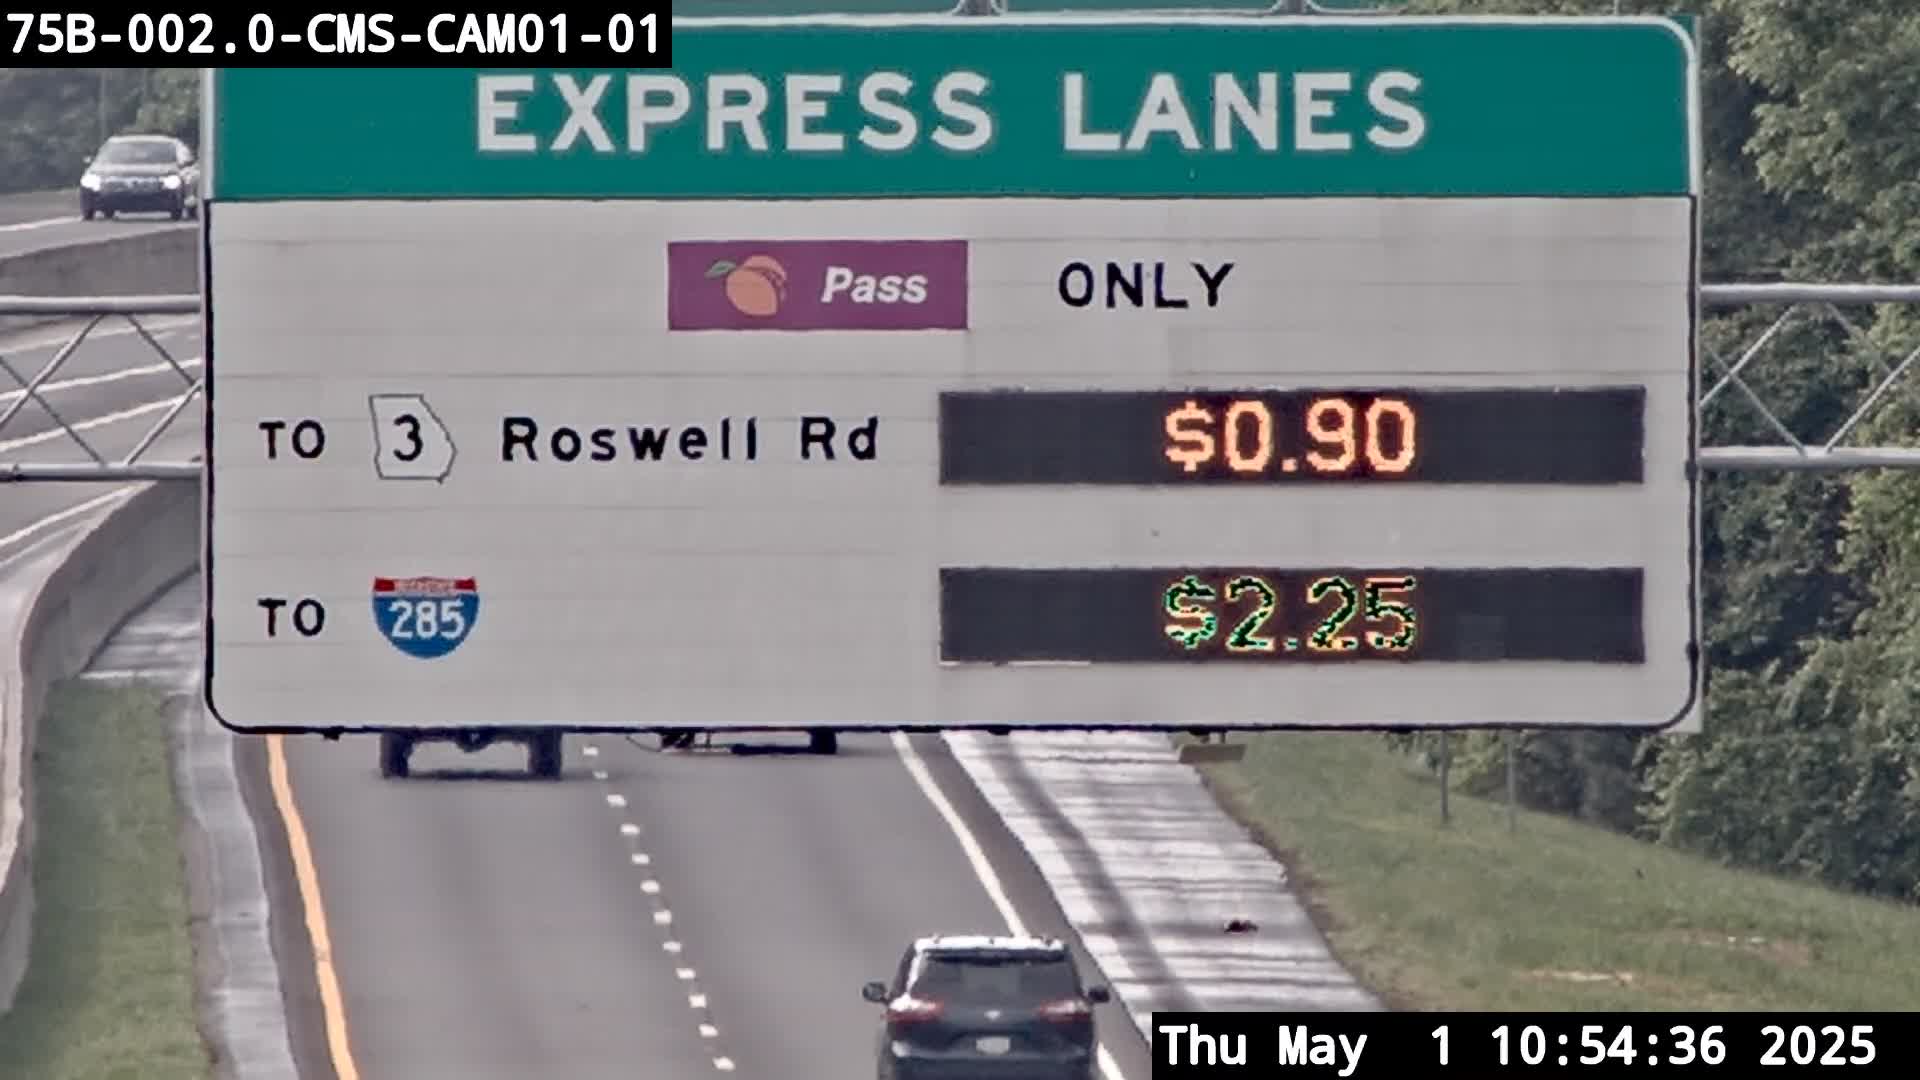 75B-002.0-CMS-CAM01-01
EXPRESS LANES
Pass ONLY
TO 3 Roswell Rd $0.90
TO 285 $2.25
Thu May 1 10:54:36 2025